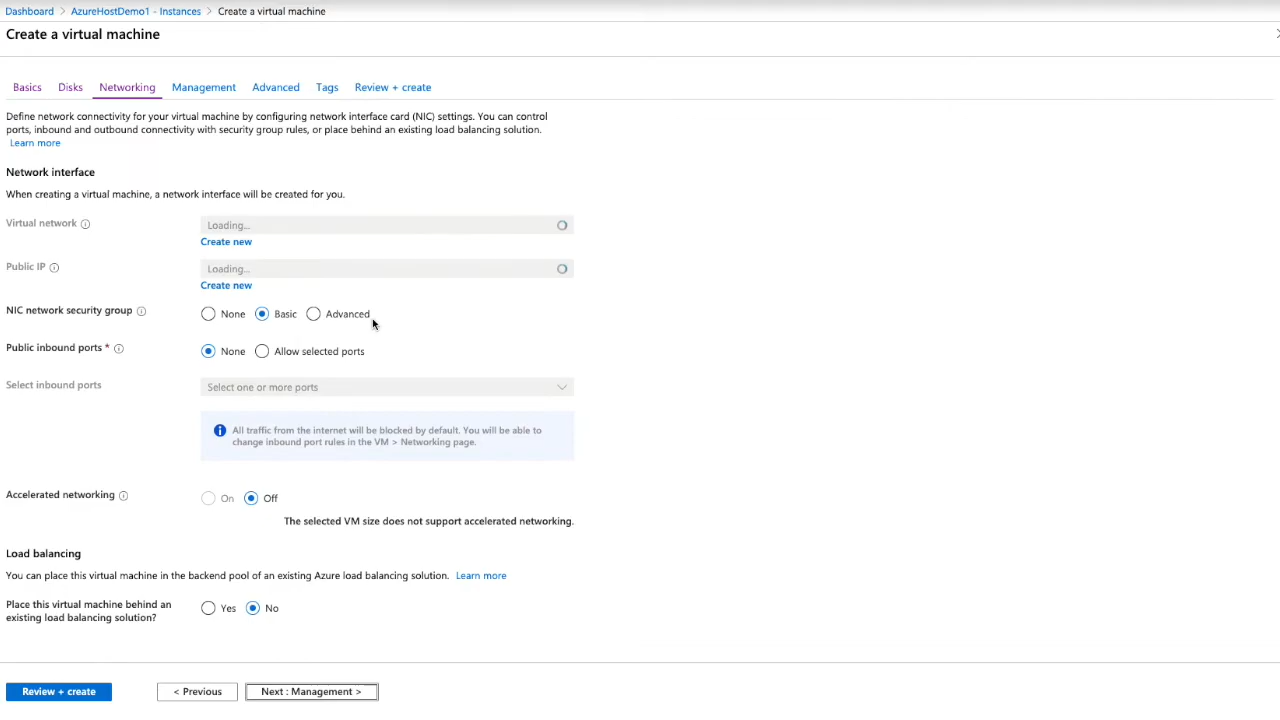 Dashboard > AzureHostDemo1 - Instances > Create a virtual machine
Create a virtual machine
Basics Disks Networking Management Advanced Tags Review + create
Define network connectivity for your virtual machine by configuring network interface card (NIC) settings. You can control
ports, inbound and outbound connectivity with security group rules, or place behind an existing load balancing solution.
Learn more
Network interface
When creating a virtual machine, a network interface will be created for you.
Virtual network Loading...
Create new
Public IP Loading...
Create new
NIC network security group None Basic Advanced
Public inbound ports * None Allow selected ports
Select inbound ports Select one or more ports
All traffic from the internet will be blocked by default. You will be able to
change inbound port rules in the VM > Networking page.
Accelerated networking On Off
The selected VM size does not support accelerated networking.
Load balancing
You can place this virtual machine in the backend pool of an existing Azure load balancing solution. Learn more
Place this virtual machine behind an
existing load balancing solution? Yes No
Review + create < Previous Next : Management >